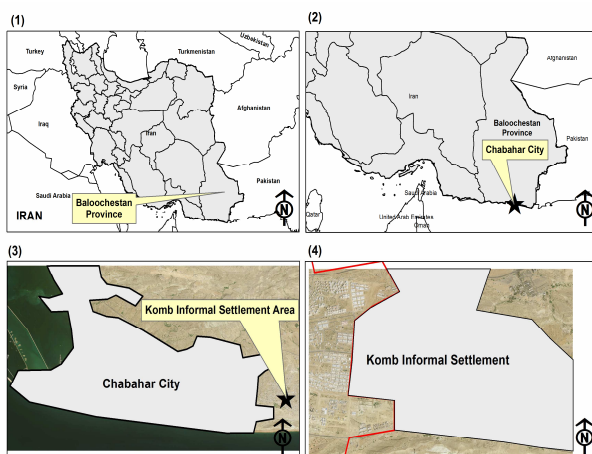 (1)
Turkey
Turkmenistan
Uzbakistan
Syria
Iraq
Iran
Afghanistan
Saudi Arabia
Pakistan
Baloochestan
Province
IRAN
N
(2)
Afghanistan
Iran
Baloochestan
Province
Pakistan
Chabahar City
Saudi Arabia
Qatar
United Arab Emirates
Oman
N
(3)
Komb Informal Settlement Area
Chabahar City
N
(4)
Komb Informal Settlement
N